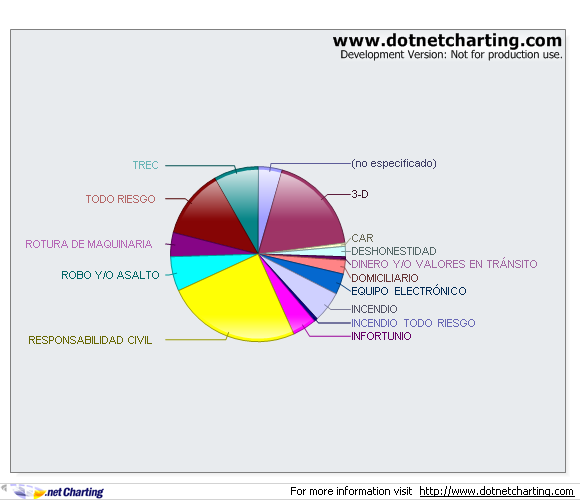 www.dotnetcharting.com
Development Version: Not for production use.
(no especificado)
TREC
3-D
TODO RIESGO
CAR
ROTURA DE MAQUINARIA
DESHONESTIDAD
DINERO Y/O VALORES EN TRÁNSITO
ROBO Y/O ASALTO
DOMICILIARIO
EQUIPO ELECTRÓNICO
INCENDIO
INCENDIO TODO RIESGO
RESPONSABILIDAD CIVIL
INFORTUNIO
.net Charting
For more information visit http://www.dotnetcharting.com